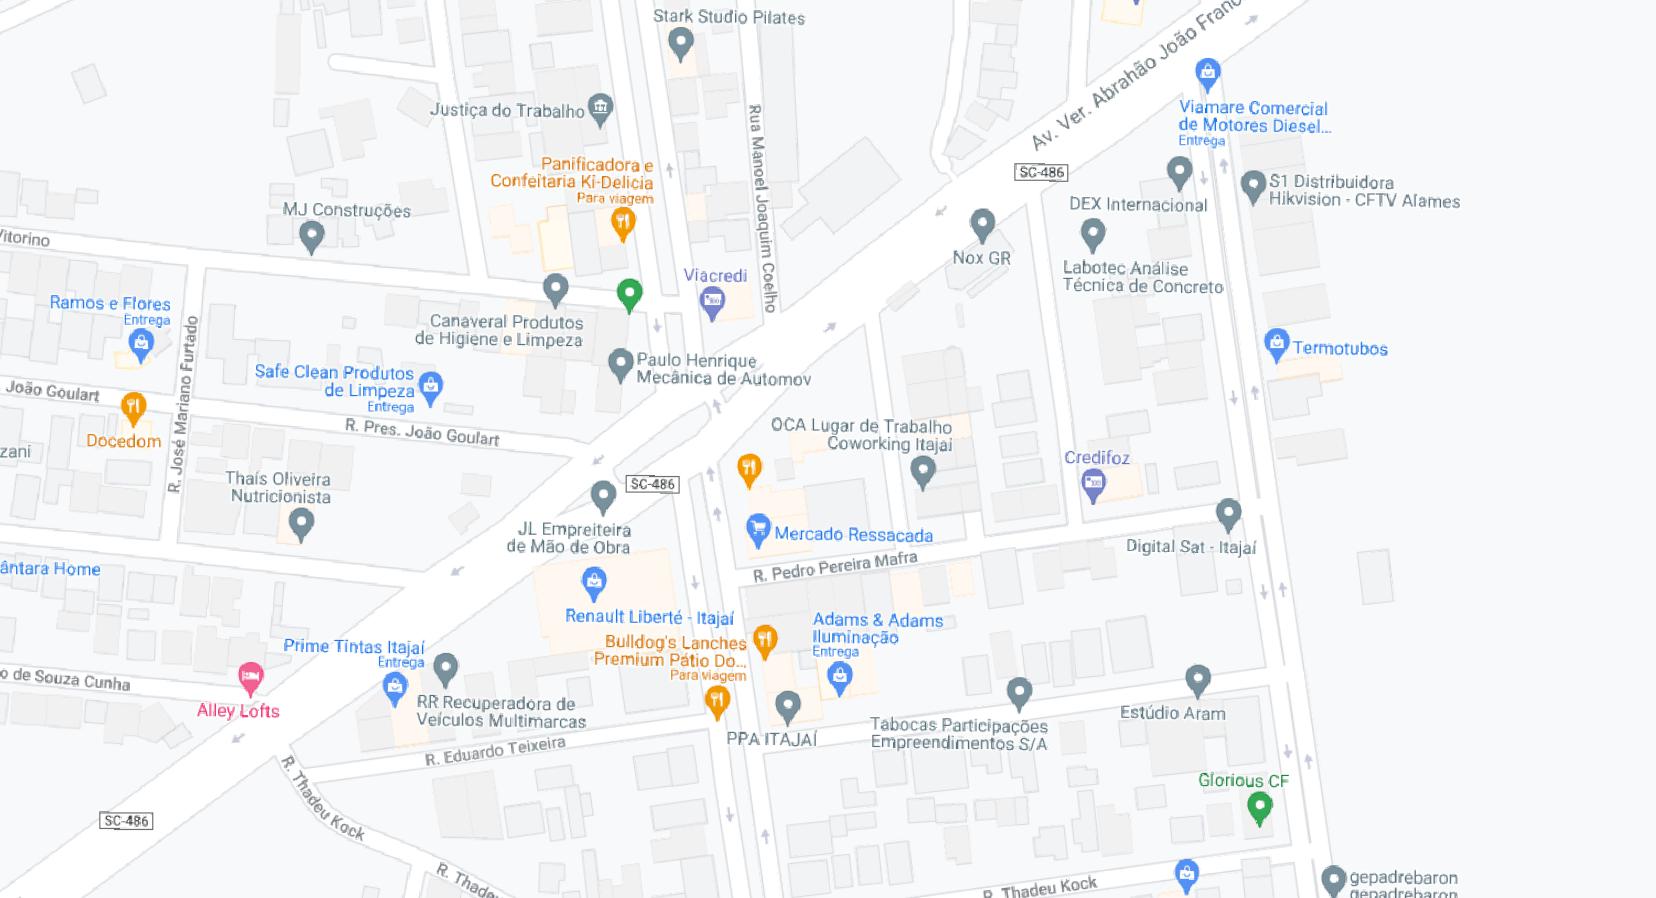 Stark Studio Pilates
Av. Ver. Abrahão João Franc
Justiça do Trabalho
Viamare Comercial
de Motores Diesel...
Entrega
Rua Manoel Joaquim Coelho
Panificadora e
Confeitaria Ki-Delicia
Para viagem
SC-486
S1 Distribuidora
Hikvision - CFTV Alames
DEX Internacional
MJ Construções
Vitorino
Nox GR
Labotec Análise
Técnica de Concreto
Viacredi
Ramos e Flores
Entrega
Canaveral Produtos
de Higiene e Limpeza
Termotubos
Paulo Henrique
Mecânica de Automov
Safe Clean Produtos
de Limpeza
Entrega
R. José Mariano Furtado
João Goulart
Docedom
R. Pres. João Goulart
OCA Lugar de Trabalho
Coworking Itajaí
zani
Credifoz
Thaís Oliveira
Nutricionista
SC-486
JL Empreiteira
de Mão de Obra
Mercado Ressacada
Digital Sat - Itajaí
R. Pedro Pereira Mafra
ântara Home
Renault Liberté - Itajaí
Adams & Adams
Iluminação
Entrega
Bulldog's Lanches
Premium Pátio Do...
Para viagem
Prime Tintas Itajaí
Entrega
o de Souza Cunha
Alley Lofts
RR Recuperadora de
Veículos Multimarcas
Estúdio Aram
Tabocas Participações
Empreendimentos S/A
PPA ITAJAÍ
R. Eduardo Teixeira
Glorious CF
R. Thadeu Kock
SC-486
R. Thade
R. Thadeu Kock
gepadrebaron
gepadrebaron